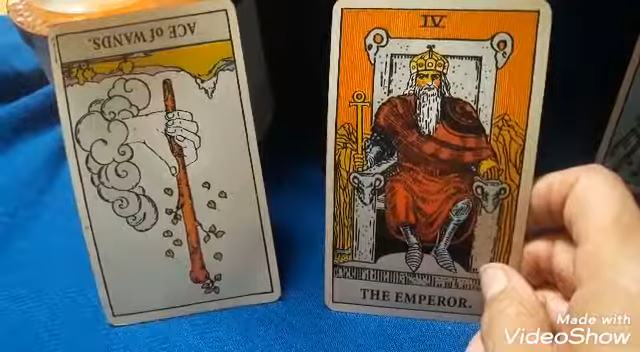 ACE of WANDS.
IV
THE EMPEROR.
Made with
VideoShow